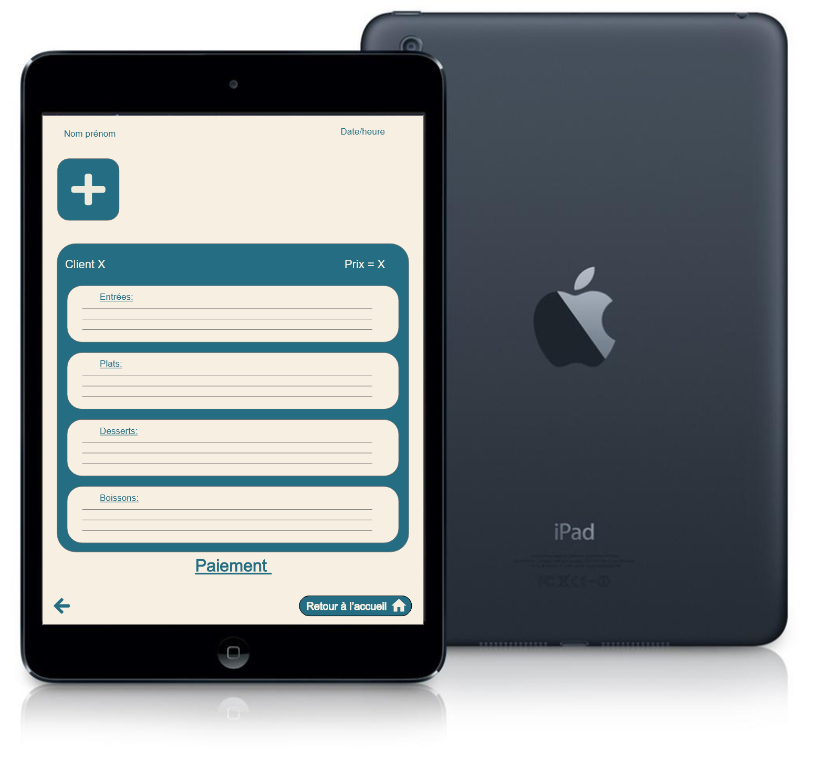 Nom prénom
Date/heure
Client X
Prix = X
Entrées:
Plats:
Desserts:
Boissons:
Paiement
Retour à l'accueil
iPad